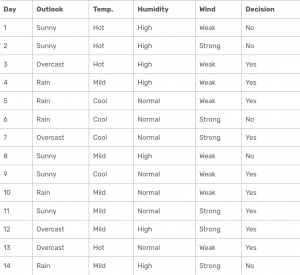 Day Outlook Temp. Humidity Wind Decision
1 Sunny Hot High Weak No
2 Sunny Hot High Strong No
3 Overcast Hot High Weak Yes
4 Rain Mild High Weak Yes
5 Rain Cool Normal Weak Yes
6 Rain Cool Normal Strong No
7 Overcast Cool Normal Strong Yes
8 Sunny Mild High Weak No
9 Sunny Cool Normal Weak Yes
10 Rain Mild Normal Weak Yes
11 Sunny Mild Normal Strong Yes
12 Overcast Mild High Strong Yes
13 Overcast Hot Normal Weak Yes
14 Rain Mild High Strong No